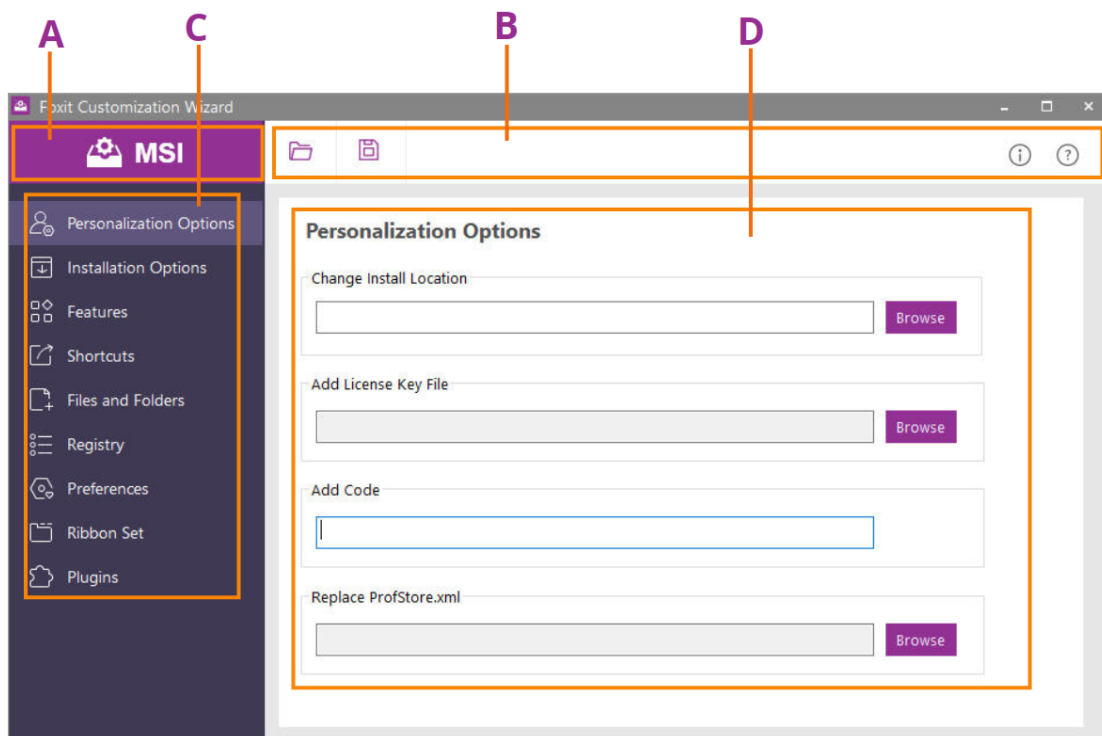 A
C
B
D
Foxit Customization Wizard
MSI
Personalization Options
Installation Options
Features
Shortcuts
Files and Folders
Registry
Preferences
Ribbon Set
Plugins
Personalization Options
Change Install Location
Browse
Add License Key File
Browse
Add Code
Replace ProfStore.xml
Browse